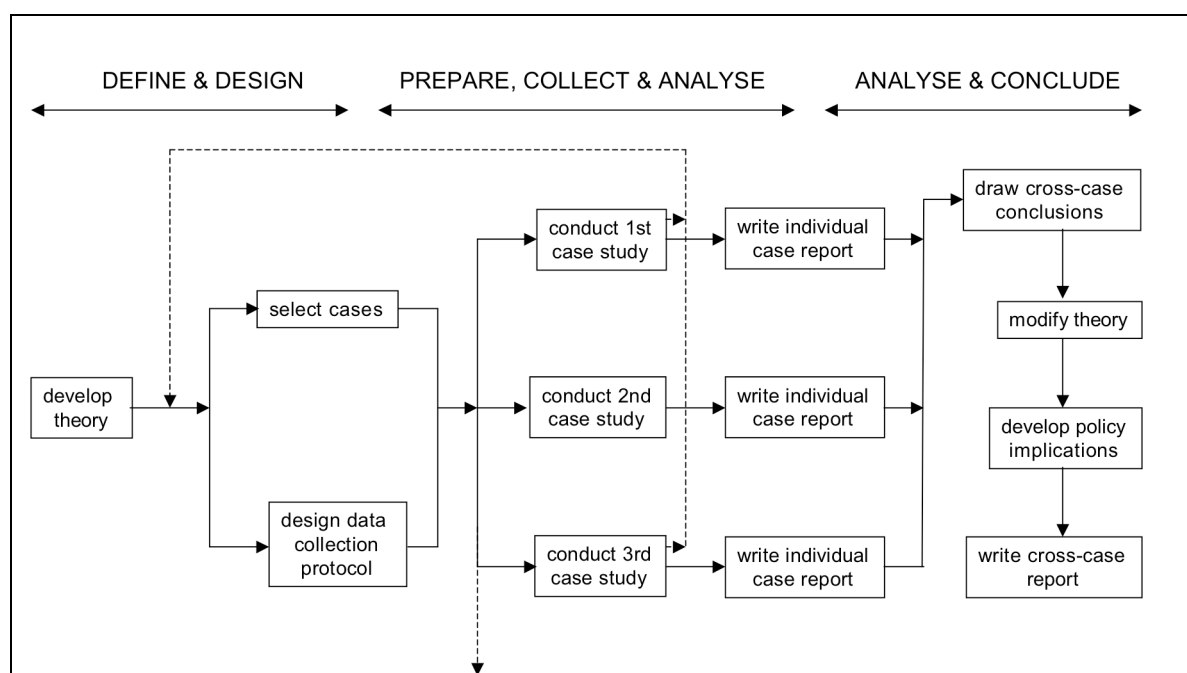 DEFINE & DESIGN
PREPARE, COLLECT & ANALYSE
ANALYSE & CONCLUDE
develop
theory
select cases
design data
collection
protocol
conduct 1st
case study
conduct 2nd
case study
conduct 3rd
case study
write individual
case report
write individual
case report
write individual
case report
draw cross-case
conclusions
modify theory
develop policy
implications
write cross-case
report